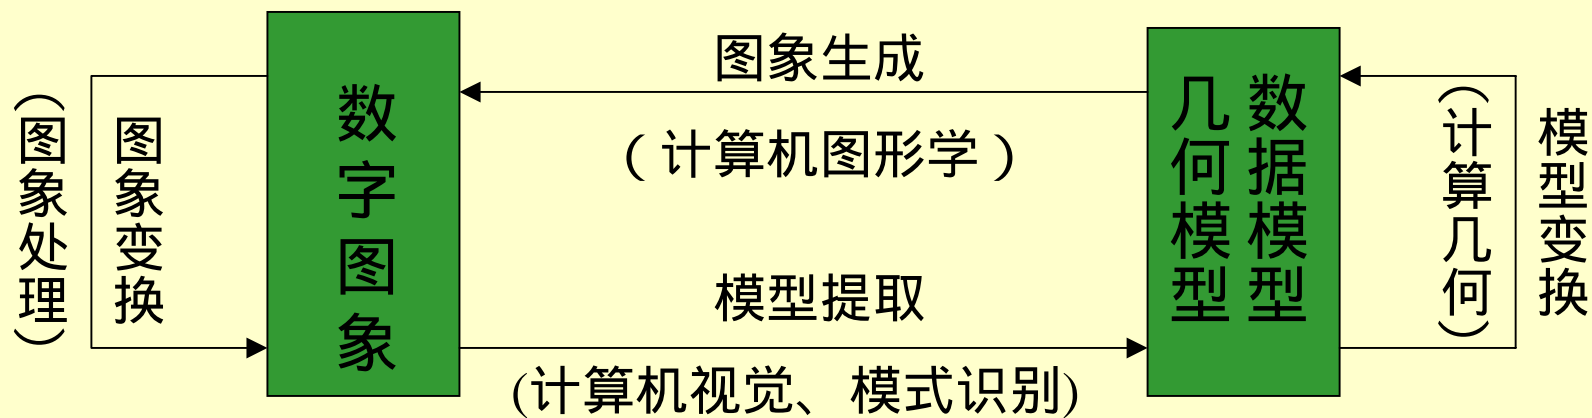 (图象处理)
图象变换
数字图象
图象生成
(计算机图形学)
模型提取
(计算机视觉、模式识别)
数据模型
几何模型
(计算几何)
模型变换